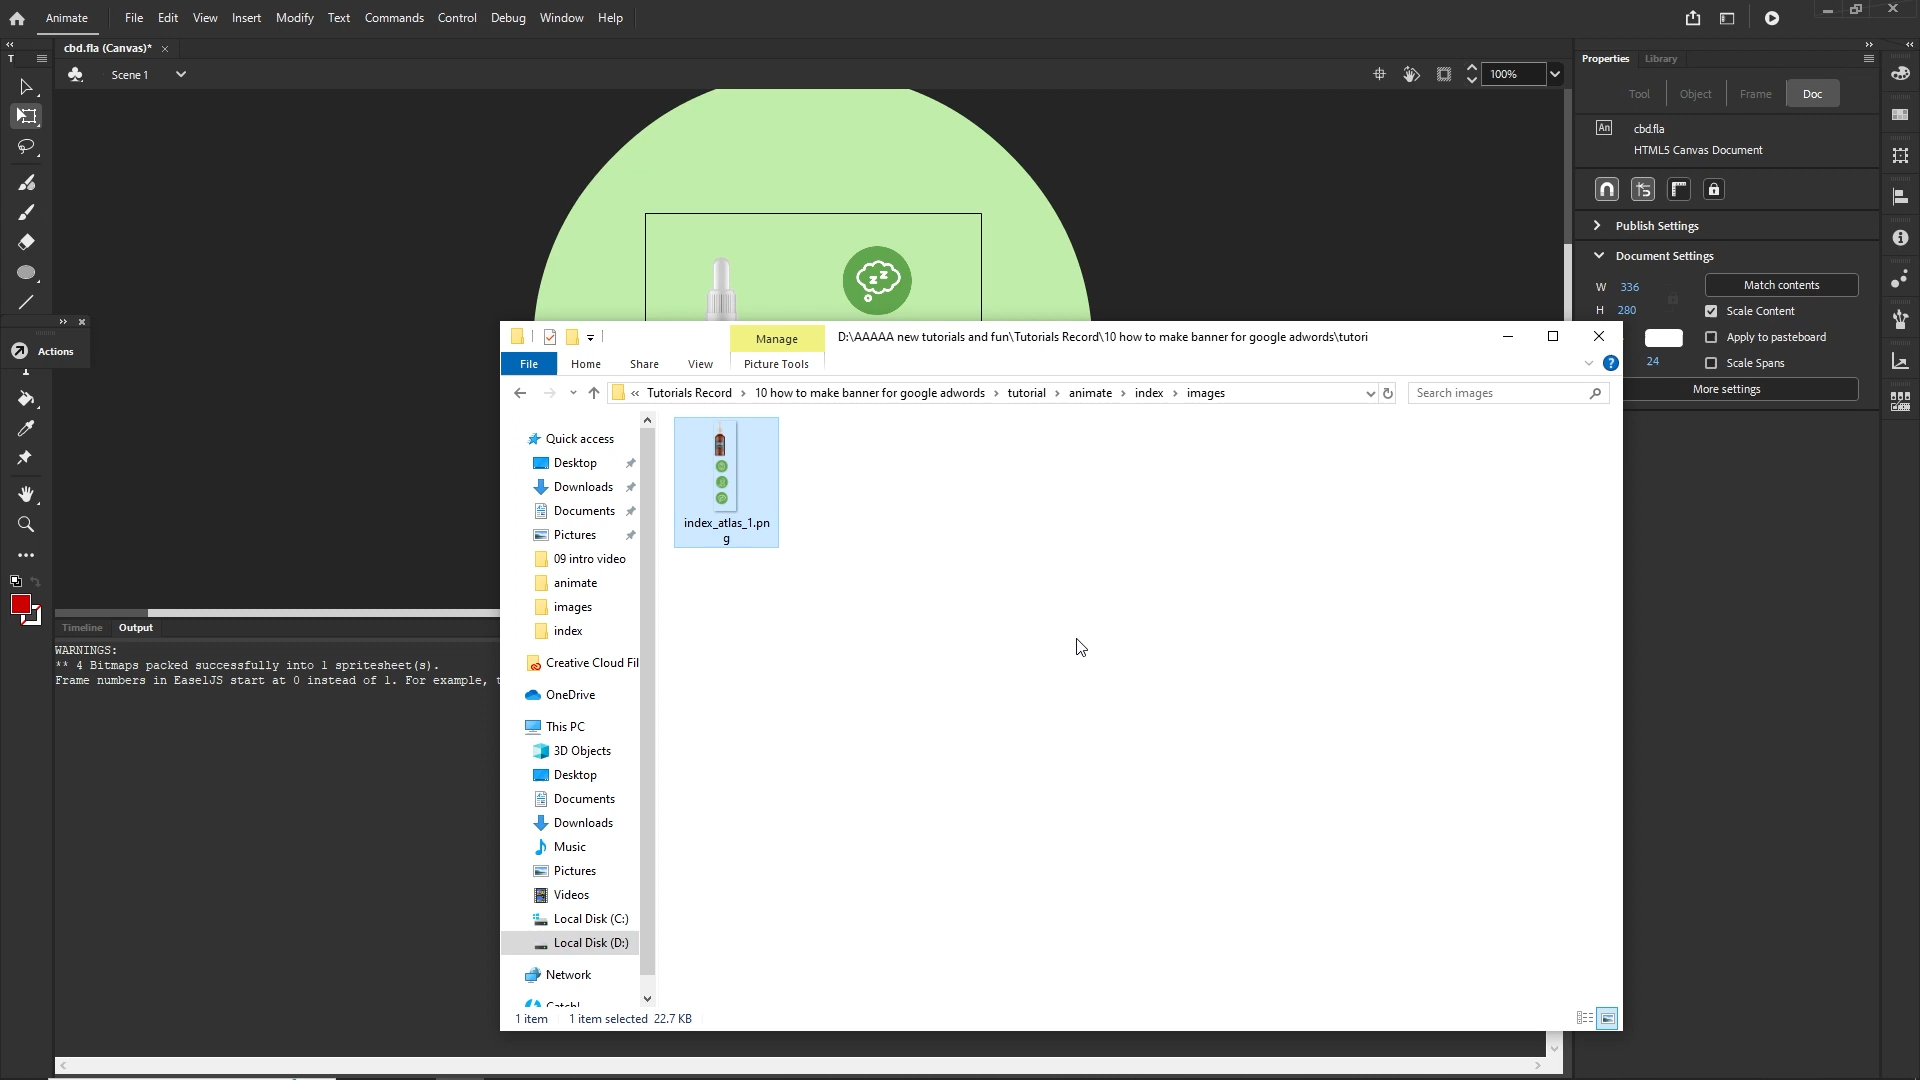 Animate File Edit View Insert Modify Text Commands Control Debug Window Help
cbd.fla (Canvas)*
Scene 1
100%
Properties Library
Tool Object Frame Doc
An cbd.fla
HTML5 Canvas Document
Publish Settings
Document Settings
W 336 Match contents
H 280 Scale Content
Apply to pasteboard
24 Scale Spans
More settings
T
Actions
z z
Manage D:\AAAAA new tutorials and fun\Tutorials Record\10 how to make banner for google adwords\tutori
File Home Share View Picture Tools
« Tutorials Record > 10 how to make banner for google adwords > tutorial > animate > index > images
Search images
Quick access
Desktop
Downloads
Documents
Pictures
09 intro video
animate
images
index
Creative Cloud Fil
OneDrive
This PC
3D Objects
Desktop
Documents
Downloads
Music
Pictures
Videos
Local Disk (C:)
Local Disk (D:)
Network
index_atlas_1.pn
g
1 item 1 item selected 22.7 KB
Timeline Output
WARNINGS:
** 4 Bitmaps packed successfully into 1 spritesheet(s).
Frame numbers in EaselJS start at 0 instead of 1. For example, t